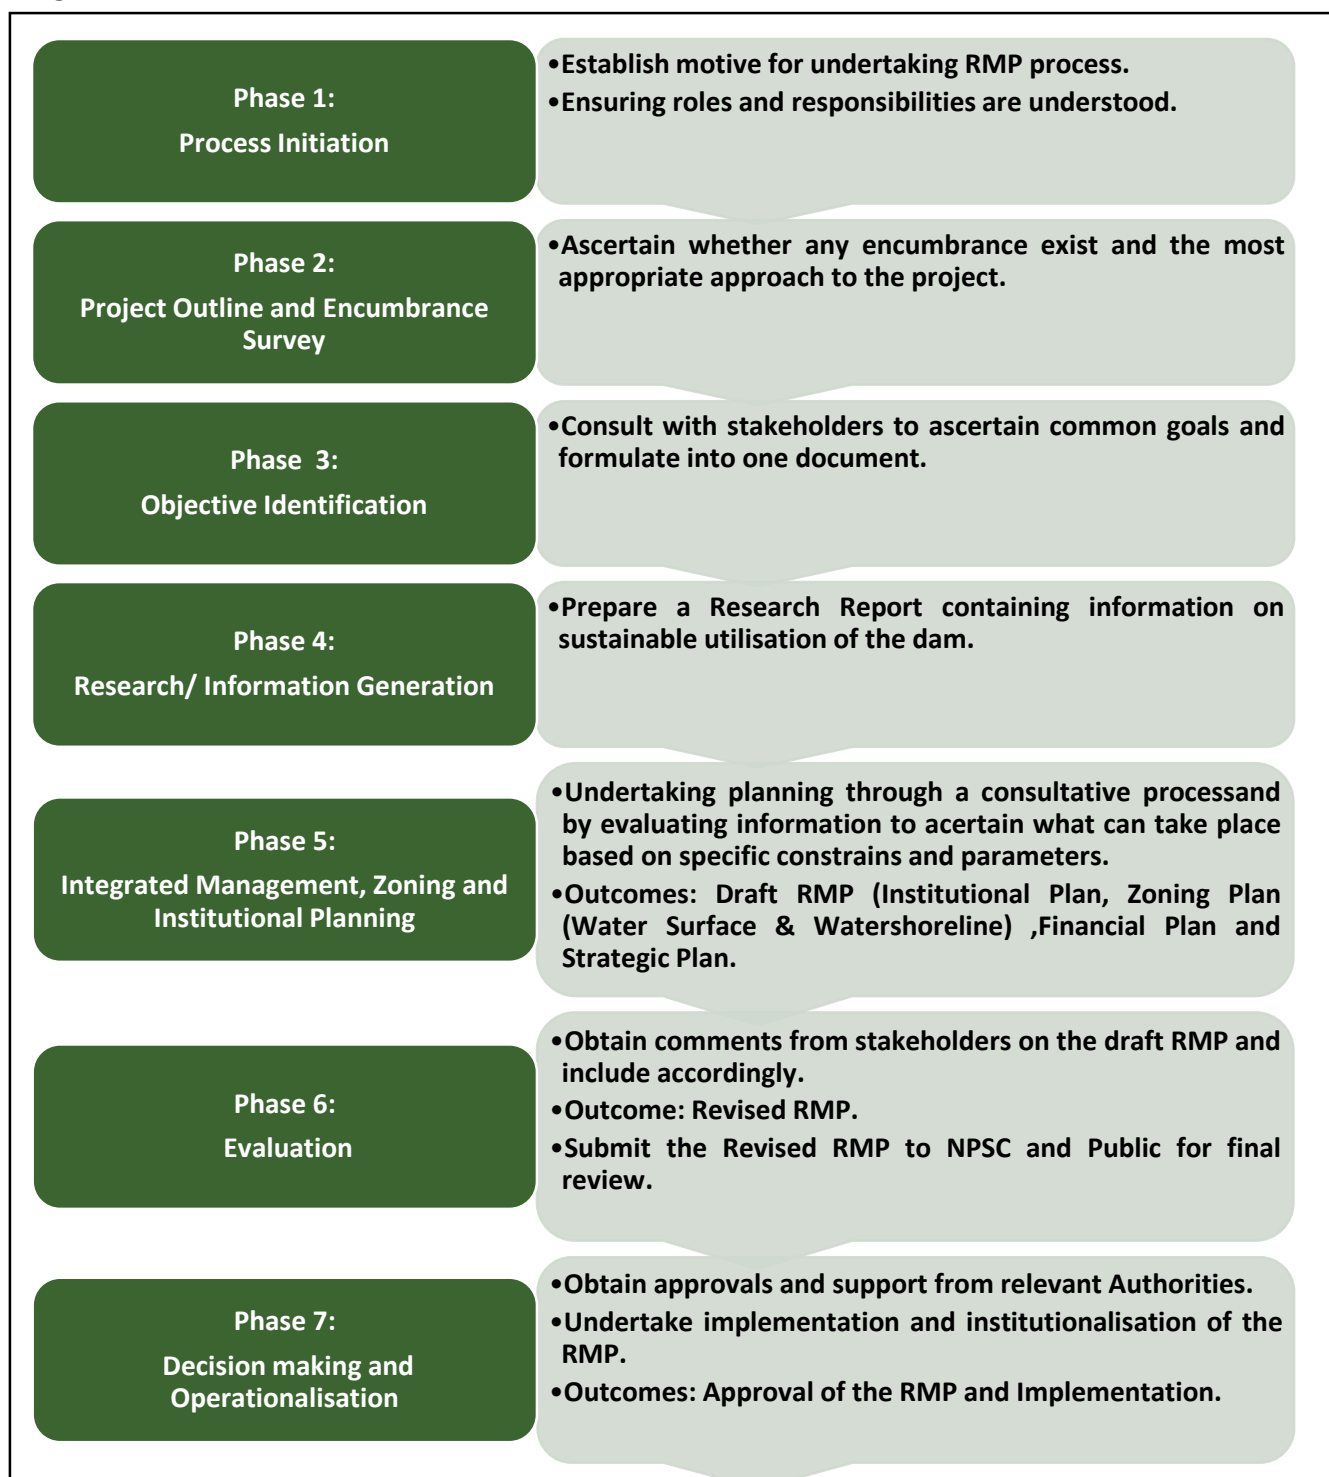 Phase 1:
Process Initiation
•Establish motive for undertaking RMP process.
•Ensuring roles and responsibilities are understood.
Phase 2:
Project Outline and Encumbrance
Survey
•Ascertain whether any encumbrance exist and the most
appropriate approach to the project.
Phase 3:
Objective Identification
•Consult with stakeholders to ascertain common goals and
formulate into one document.
Phase 4:
Research/ Information Generation
•Prepare a Research Report containing information on
sustainable utilisation of the dam.
Phase 5:
Integrated Management, Zoning and
Institutional Planning
•Undertaking planning through a consultative processand
by evaluating information to acertain what can take place
based on specific constrains and parameters.
•Outcomes: Draft RMP (Institutional Plan, Zoning Plan
(Water Surface & Watershoreline) ,Financial Plan and
Strategic Plan.
Phase 6:
Evaluation
•Obtain comments from stakeholders on the draft RMP and
include accordingly.
•Outcome: Revised RMP.
•Submit the Revised RMP to NPSC and Public for final
review.
Phase 7:
Decision making and
Operationalisation
•Obtain approvals and support from relevant Authorities.
•Undertake implementation and institutionalisation of the
RMP.
•Outcomes: Approval of the RMP and Implementation.